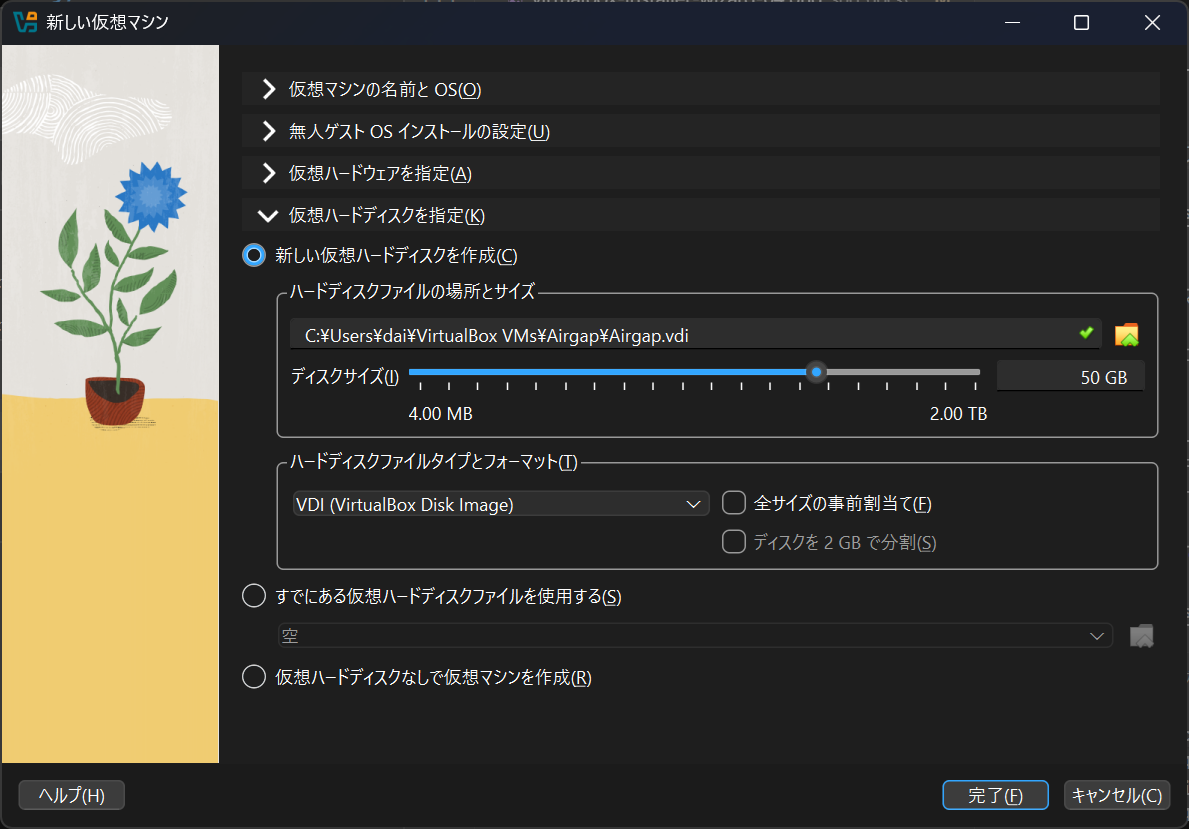 新しい仮想マシン
仮想マシンの名前と OS(O)
無人ゲスト OS インストールの設定(U)
仮想ハードウェアを指定(A)
仮想ハードディスクを指定(K)
新しい仮想ハードディスクを作成(C)
ハードディスクファイルの場所とサイズ
C:¥Users¥dai¥VirtualBox VMs¥Airgap¥Airgap.vdi
ディスクサイズ(I)
50 GB
4.00 MB
2.00 TB
ハードディスクファイルタイプとフォーマット(T)
VDI (VirtualBox Disk Image)
全サイズの事前割当て(F)
ディスクを 2 GB で分割(S)
すでにある仮想ハードディスクファイルを使用する(S)
空
仮想ハードディスクなしで仮想マシンを作成(R)
ヘルプ(H)
完了(F)
キャンセル(C)